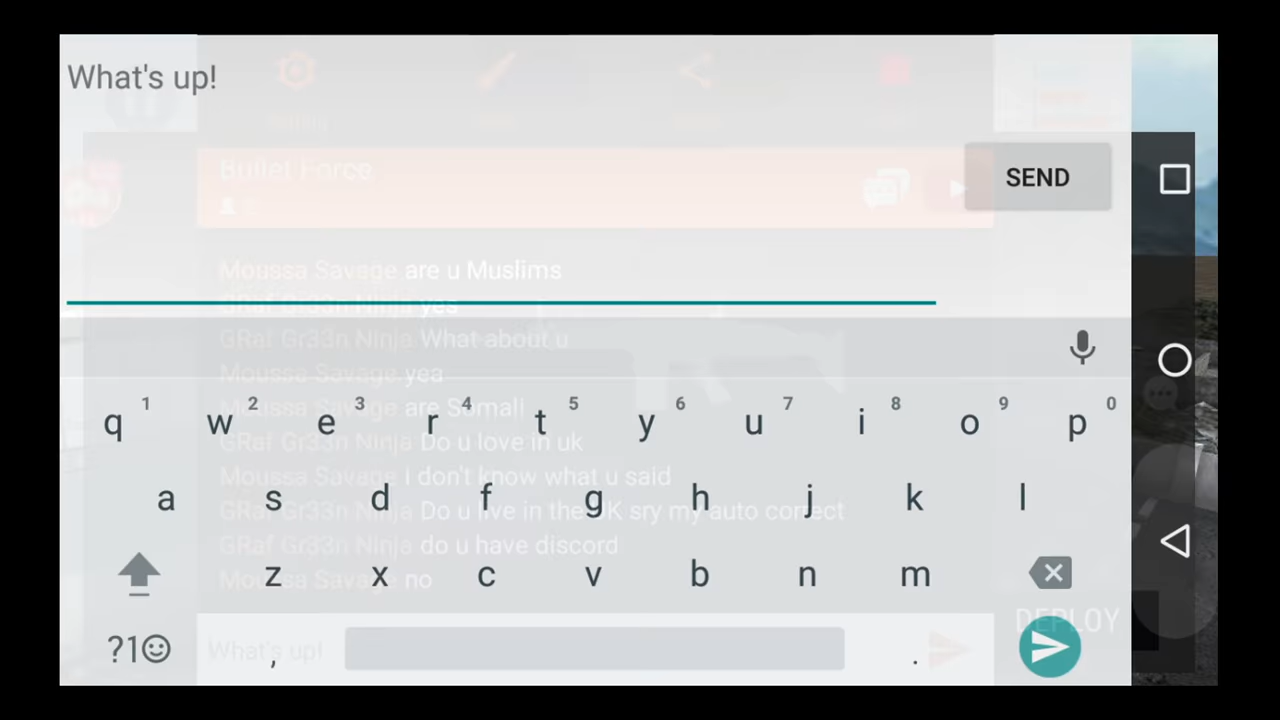 What's up!
Bullet Force
SEND
Moussa Savage are u Muslims
GRaf Gr33n Ninja yes
GRaf Gr33n Ninja What about u
Moussa Savage yea
Moussa Savage are Somali
GRaf Gr33n Ninja Do u love in uk
Moussa Savage I don't know what u said
GRaf Gr33n Ninja Do u live in the UK sry my auto correct
GRaf Gr33n Ninja do u have discord
Moussa Savage no
1 2 3 4 5 6 7 8 9 0
q w e r t y u i o p
a s d f g h j k l
z x c v b n m
DEPLOY
?1☺ , .
What's up!